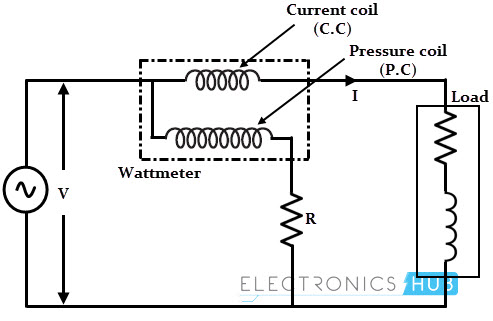 Current coil
(C.C)
Pressure coil
(P.C)
I
Load
Wattmeter
V
R
ELECTRONICS HUB